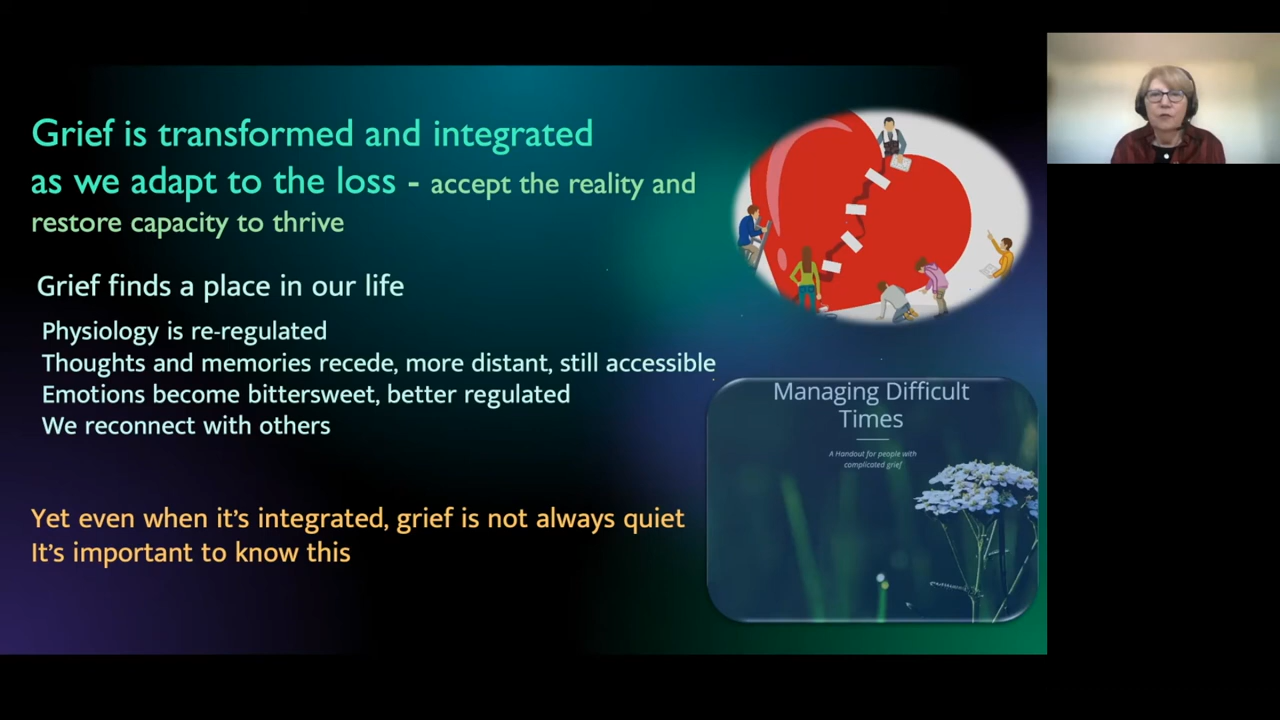 Grief is transformed and integrated
as we adapt to the loss - accept the reality and
restore capacity to thrive
Grief finds a place in our life
Physiology is re-regulated
Thoughts and memories recede, more distant, still accessible
Emotions become bittersweet, better regulated
We reconnect with others
Yet even when it's integrated, grief is not always quiet
It's important to know this
Managing Difficult
Times
A Handout for people with
complicated grief